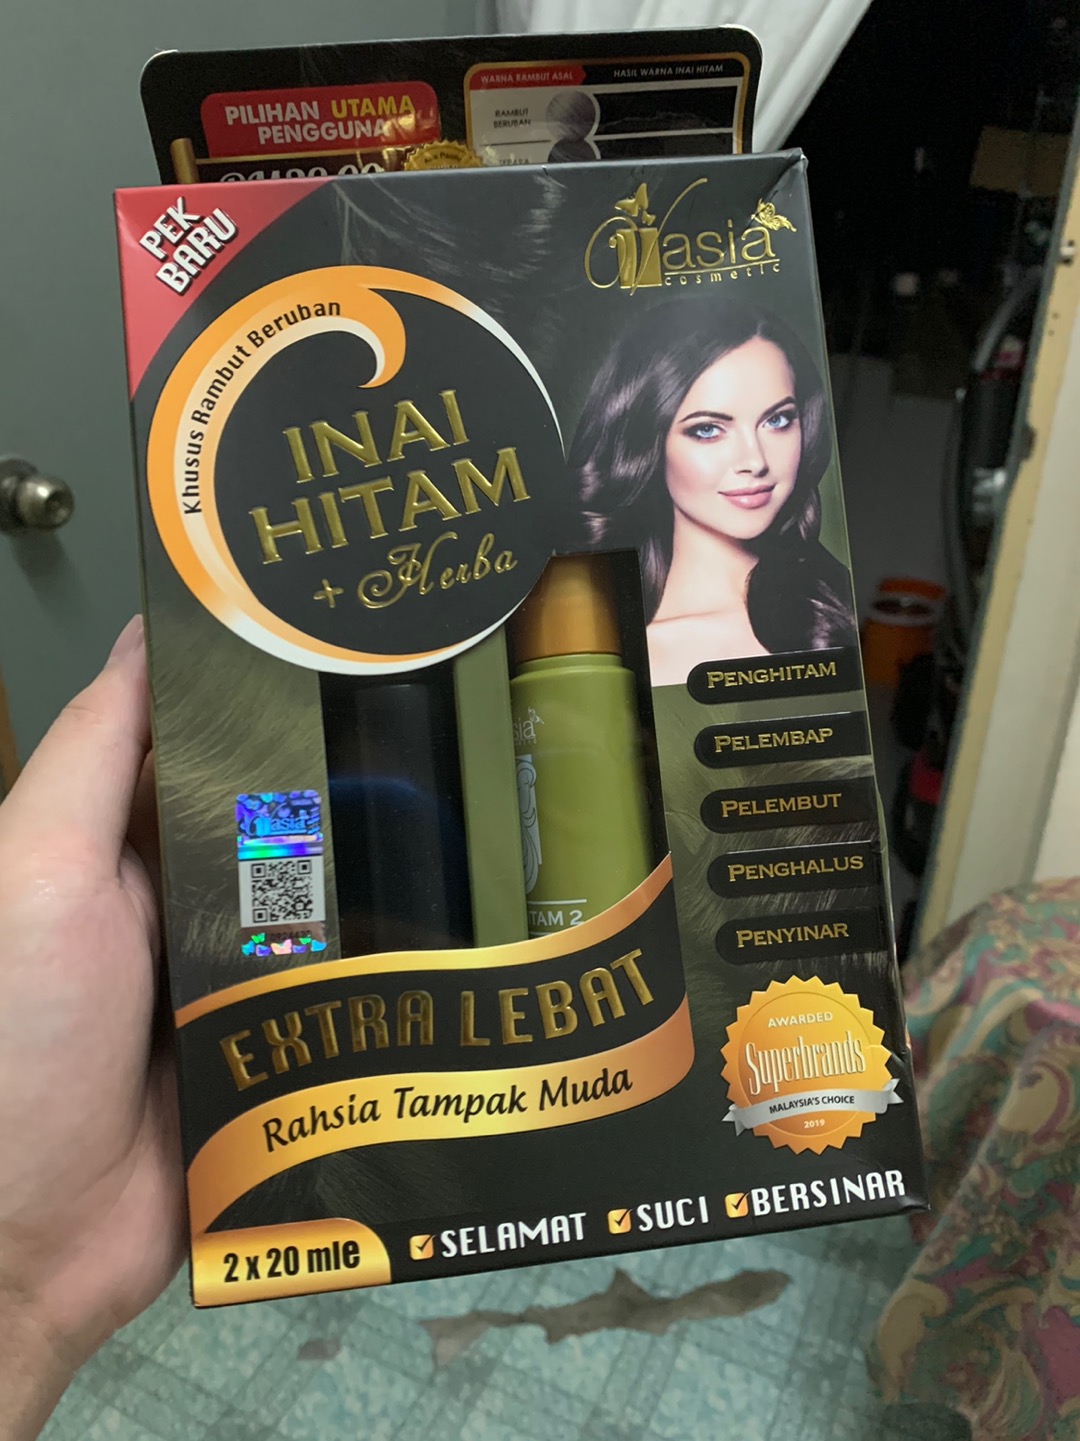 WARNA RAMBUT ASAL
HASIL WARNA INAI HITAM
PILIHAN UTAMA
PENGGUNA
RAMBUT
BERUBAN
PEK
BARU
Vasia
cosmetic
Khusus Rambut Beruban
INAI
HITAM
+ Herba
PENGHITAM
PELEMBAP
PELEMBUT
PENGHALUS
PENYINAR
Vasia
TAM 2
EXTRA LEBAT
Rahsia Tampak Muda
AWARDED
Superbrands
MALAYSIA'S CHOICE
2019
2 x 20 mle
SELAMAT
SUCI
BERSINAR